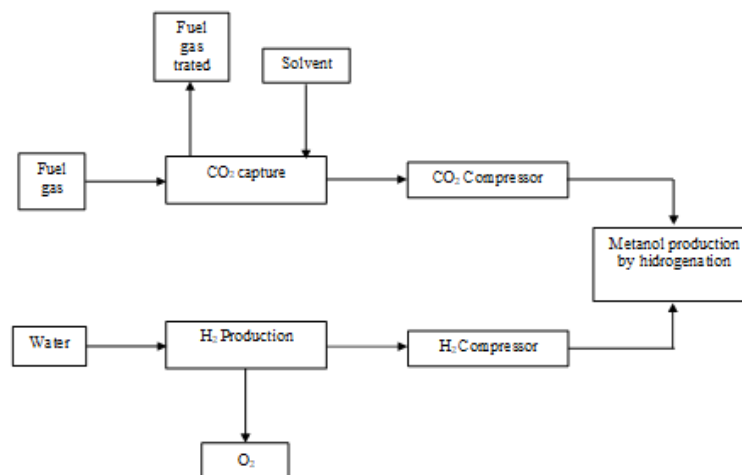 Fuel
gas
trated
Solvent
Fuel
gas
CO₂ capture
CO₂ Compressor
Metanol production
by hidrogenation
Water
H₂ Production
H₂ Compressor
O₂